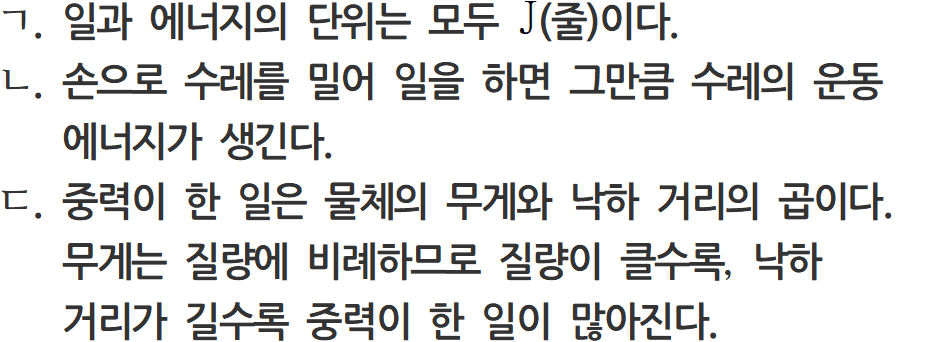 ㄱ. 일과 에너지의 단위는 모두 J(줄)이다.
ㄴ. 손으로 수레를 밀어 일을 하면 그만큼 수레의 운동
에너지가 생긴다.
ㄷ. 중력이 한 일은 물체의 무게와 낙하 거리의 곱이다.
무게는 질량에 비례하므로 질량이 클수록, 낙하
거리가 길수록 중력이 한 일이 많아진다.